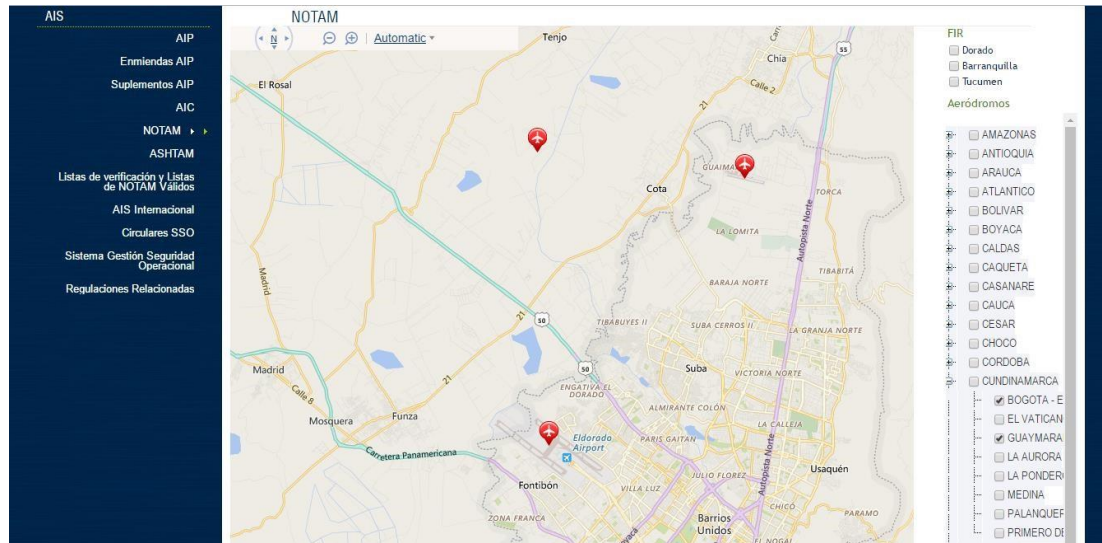 AIS
AIP
Enmiendas AIP
Suplementos AIP
AIC
NOTAM
ASHTAM
Listas de verificación y Listas
de NOTAM Válidos
AIS Internacional
Circulares SSO
Sistema Gestión Seguridad
Operacional
Regulaciones Relacionadas
NOTAM
N
Automatic
Tenjo
Chía
55
Calle 2
El Rosal
21
GUAIMA
Cota
TORCA
LA LOMITA
Autopista Norte
TIBABITÁ
Madrid
BARAJA NORTE
21
50
TIBABUYES II
SUBA CERROS II
LA GRANJA NORTE
50
Madrid
Suba
VICTORIA NORTE
21
ENGATIVA EL
DORADO
Calle 8
ALMIRANTE COLÓN
Mosquera
Funza
LA CALLEJA
Eldorado
Airport
PARIS GAITAN
Carretera Panamericana
Autopista Norte
Usaquén
JULIO FLOREZ
Fontibón
VILLA LUZ
CHICÓ
ZONA FRANCA
Barrios
Unidos
PARAMO
EL NOGAL
FIR
Dorado
Barranquilla
Tucumen
Aeródromos
AMAZONAS
ANTIOQUIA
ARAUCA
ATLANTICO
BOLIVAR
BOYACA
CALDAS
CAQUETA
CASANARE
CAUCA
CESAR
CHOCO
CORDOBA
CUNDINAMARCA
BOGOTA - E
EL VATICAN
GUAYMARA
LA AURORA
LA PONDER
MEDINA
PALANQUE
PRIMERO DE